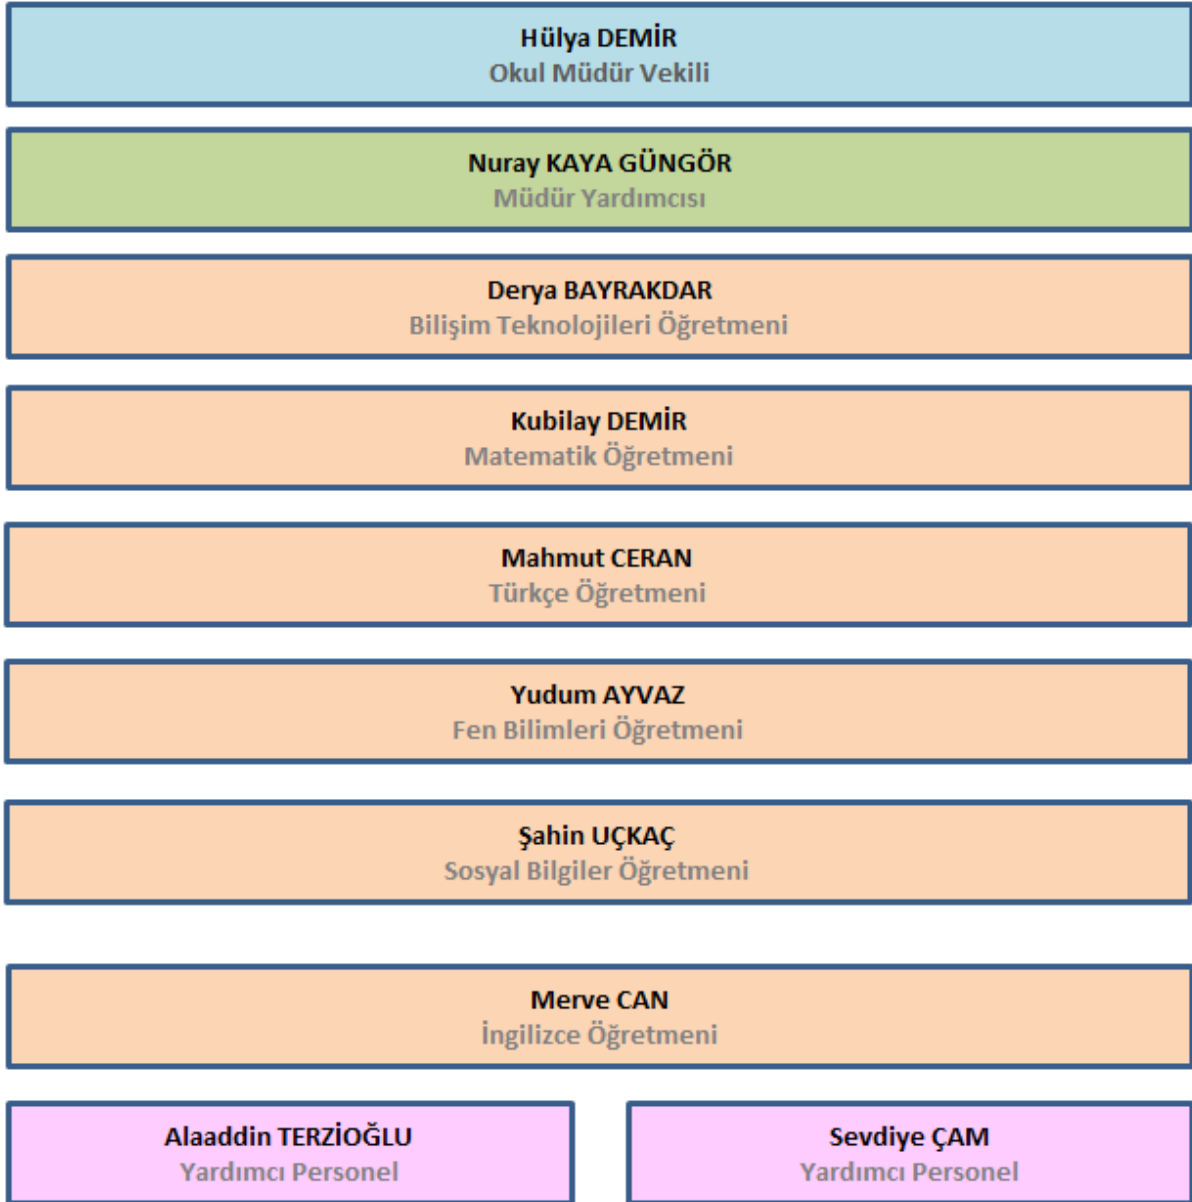 Hülya DEMİR
Okul Müdür Vekili
Nuray KAYA GÜNGÖR
Müdür Yardımcısı
Derya BAYRAKDAR
Bilişim Teknolojileri Öğretmeni
Kubilay DEMİR
Matematik Öğretmeni
Mahmut CERAN
Türkçe Öğretmeni
Yudum AYVAZ
Fen Bilimleri Öğretmeni
Şahin UÇKAÇ
Sosyal Bilgiler Öğretmeni
Merve CAN
İngilizce Öğretmeni
Alaaddin TERZİOĞLU
Yardımcı Personel
Sevdiye ÇAM
Yardımcı Personel